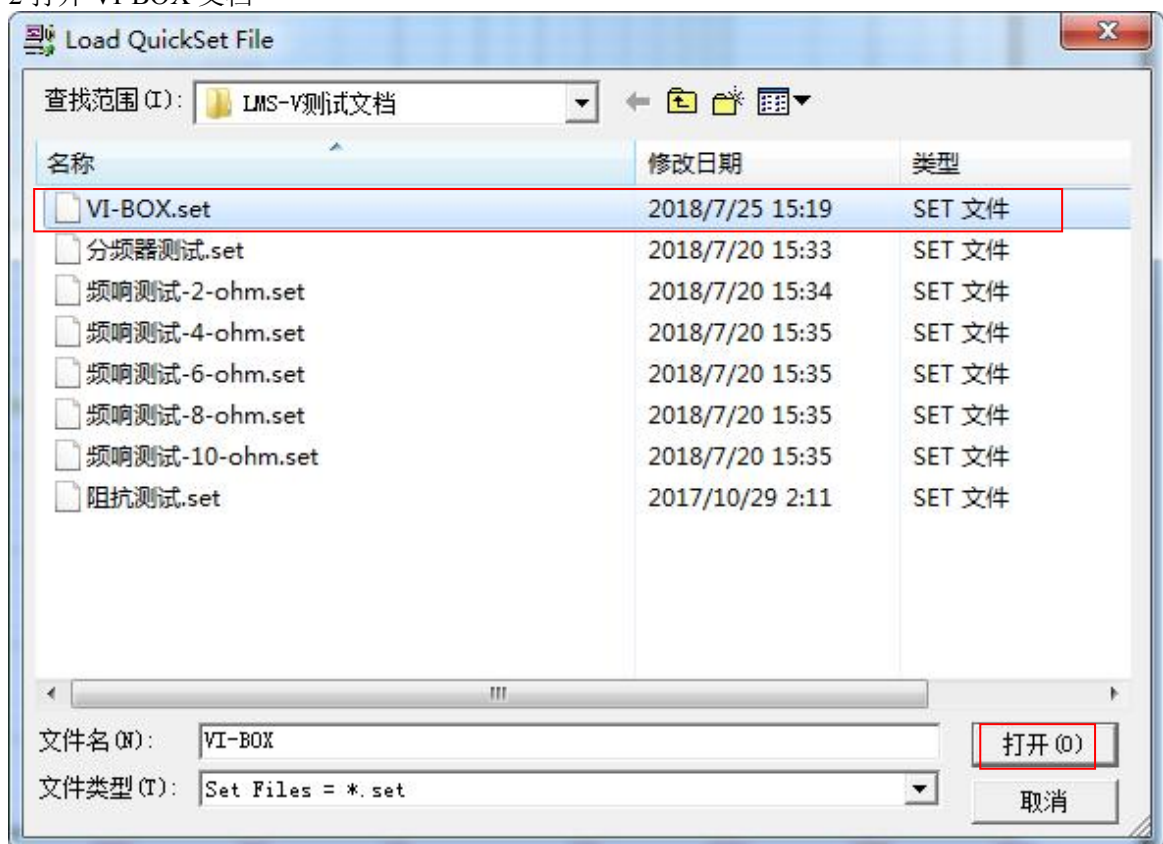 2 打开 VI-BOX 文档
Load QuickSet File
查找范围(I): LMS-V测试文档
名称 修改日期 类型
VI-BOX.set 2018/7/25 15:19 SET 文件
分频器测试.set 2018/7/20 15:33 SET 文件
频响测试-2-ohm.set 2018/7/20 15:34 SET 文件
频响测试-4-ohm.set 2018/7/20 15:35 SET 文件
频响测试-6-ohm.set 2018/7/20 15:35 SET 文件
频响测试-8-ohm.set 2018/7/20 15:35 SET 文件
频响测试-10-ohm.set 2018/7/20 15:35 SET 文件
阻抗测试.set 2017/10/29 2:11 SET 文件
文件名(N): VI-BOX 打开(O)
文件类型(T): Set Files = *.set 取消